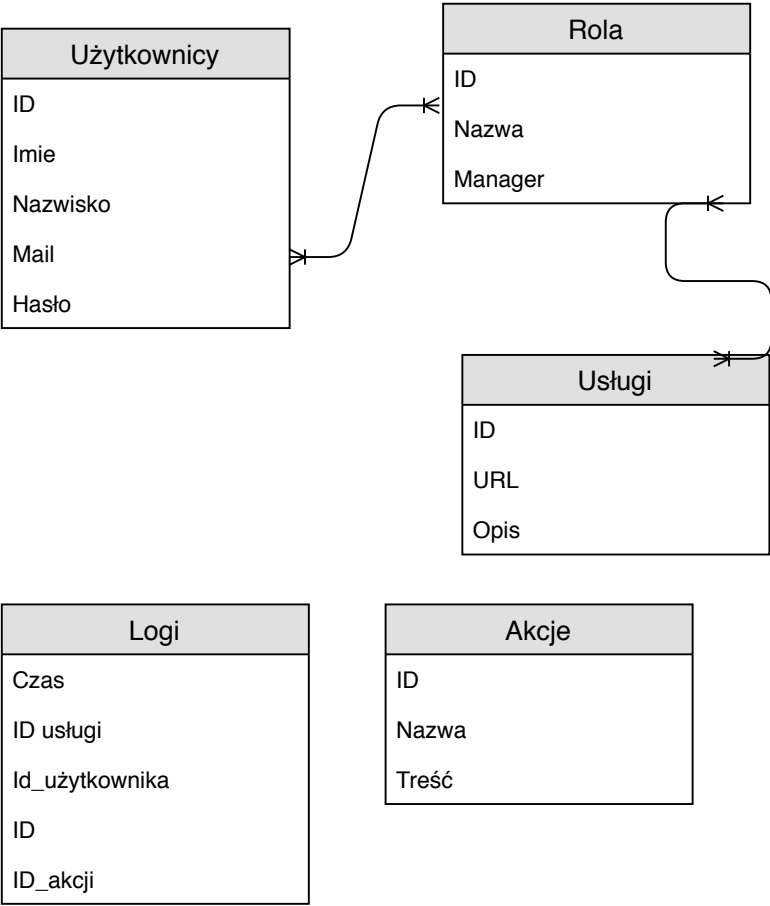 Użytkownicy
ID
Imie
Nazwisko
Mail
Hasło
Rola
ID
Nazwa
Manager
Usługi
ID
URL
Opis
Logi
Czas
ID usługi
Id_użytkownika
ID
ID_akcji
Akcje
ID
Nazwa
Treść